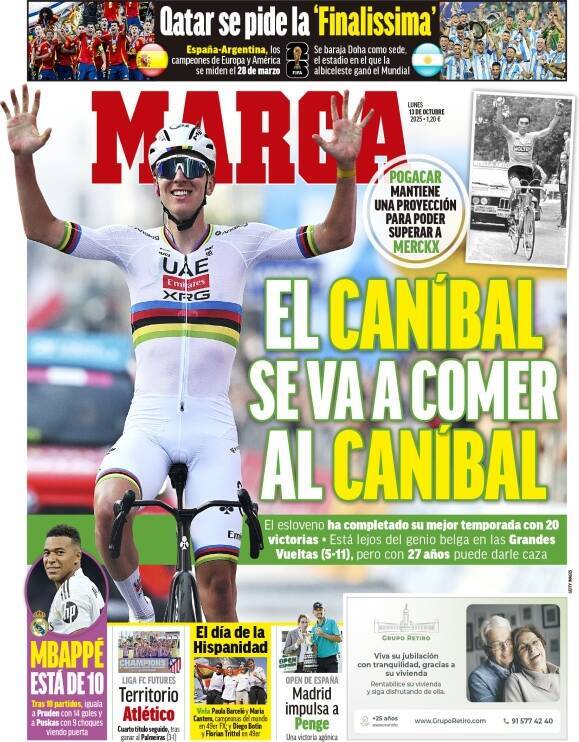 Qatar se pide la 'Finalissima'
España-Argentina, los
campeones de Europa y América
se miden el 28 de marzo
FIFA
Se baraja Doha como sede,
el estadio en el que la
albiceleste ganó el Mundial
MARCA
LUNES
13 DE OCTUBRE
2025 • 1,20 €
POGACAR
MANTIENE
UNA PROYECCIÓN
PARA PODER
SUPERAR A
MERCKX
MOLTENI
UAE
Emirates
XRG
EL CANÍBAL
SE VA A COMER
AL CANÍBAL
El esloveno ha completado su mejor temporada con 20
victorias • Está lejos del genio belga en las Grandes
Vueltas (5-11), pero con 27 años puede darle caza
GETTY IMAGES
hp
MBAPPÉ
ESTÁ DE 10
Tras 10 partidos, iguala
a Pruden con 14 goles y a
Puskas con 9 choques
viendo puerta
CHAMPIONS
LIGA FC FUTURES
Territorio
Atlético
Cuarto título seguido, tras
ganar al Palmeiras (3-1)
El día de la
Hispanidad
Vela Paula Barceló y María
Cantero, campeonas del mundo
en 49er FX; y Diego Botín
y Florian Trittel en 49er
OPEN
OPEN DE ESPAÑA
Madrid
impulsa a
Penge
Una victoria agónica
GRUPO RETIRO
Viva su jubilación
con tranquilidad, gracias a
su vivienda
Rentabilice su vivienda
y siga disfrutando de ella.
+25 años
asesorando.
www.GrupoRetiro.com
91 577 42 40